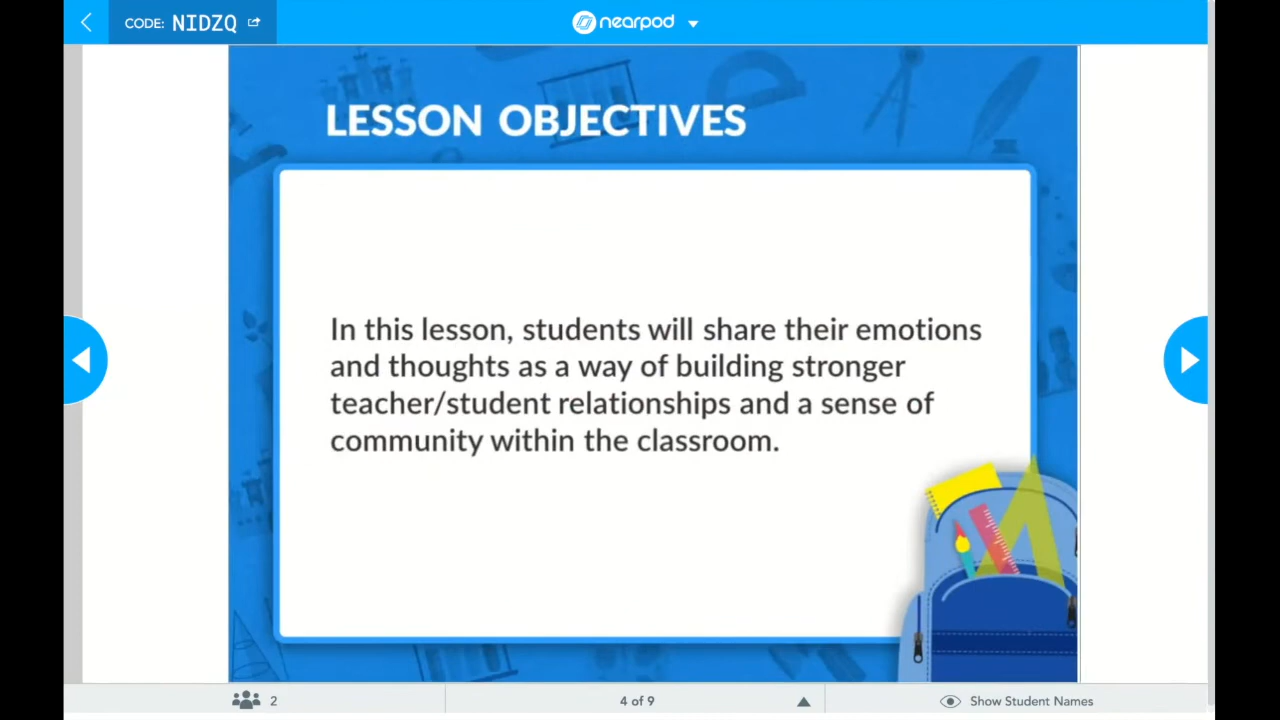 CODE: NIDZQ
nearpod
LESSON OBJECTIVES
In this lesson, students will share their emotions
and thoughts as a way of building stronger
teacher/student relationships and a sense of
community within the classroom.
2
4 of 9
Show Student Names